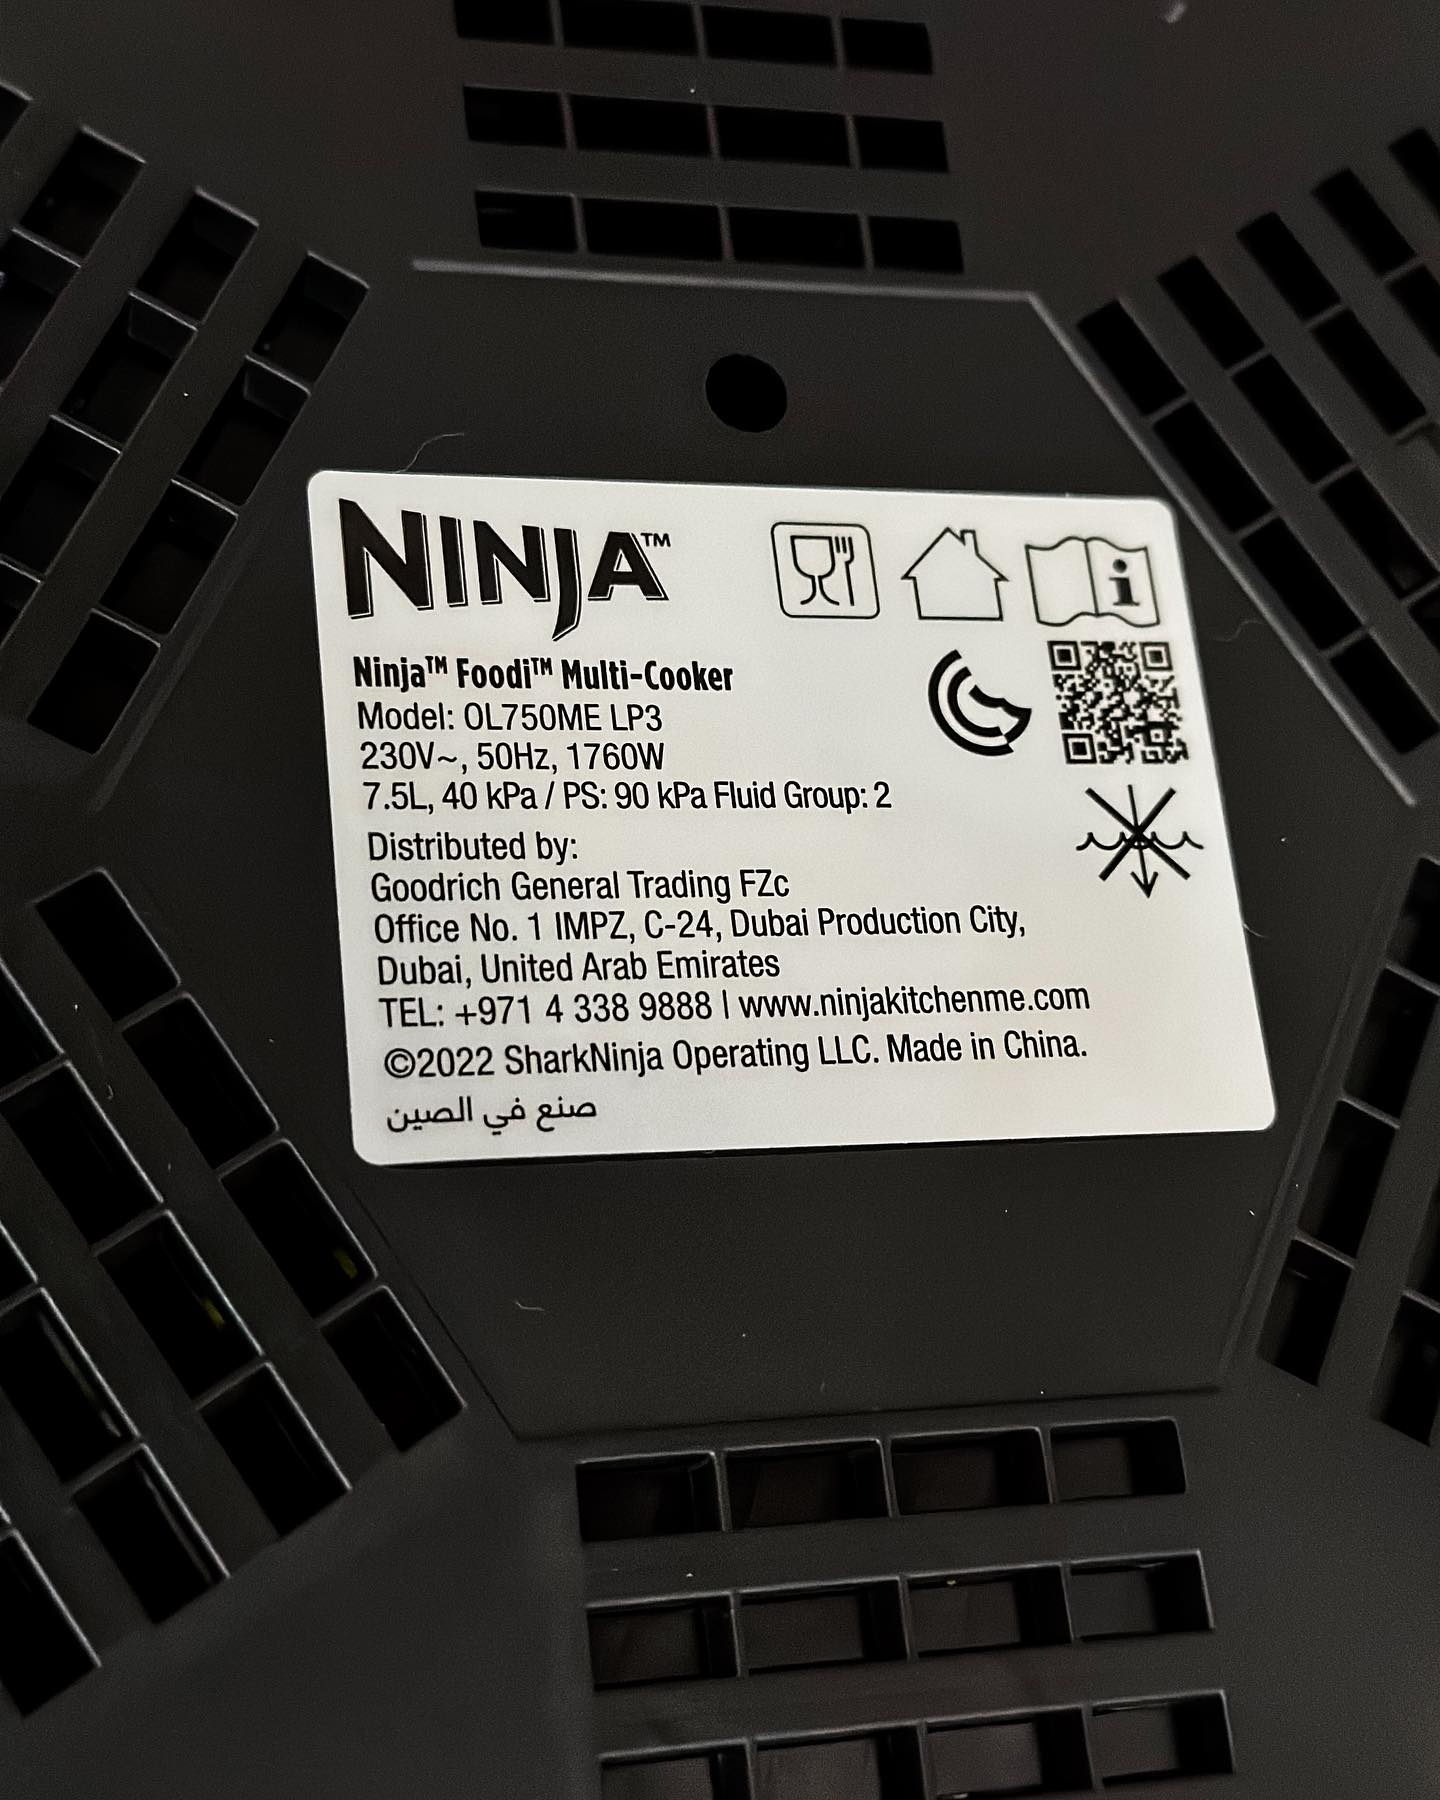 NINJA™
Ninja™ Foodi™ Multi-Cooker
Model: OL750ME LP3
230V~, 50Hz, 1760W
7.5L, 40 kPa / PS: 90 kPa Fluid Group: 2
Distributed by:
Goodrich General Trading FZc
Office No. 1 IMPZ, C-24, Dubai Production City,
Dubai, United Arab Emirates
TEL: +971 4 338 9888 | www.ninjakitchenme.com
©2022 SharkNinja Operating LLC. Made in China.
صنع في الصين